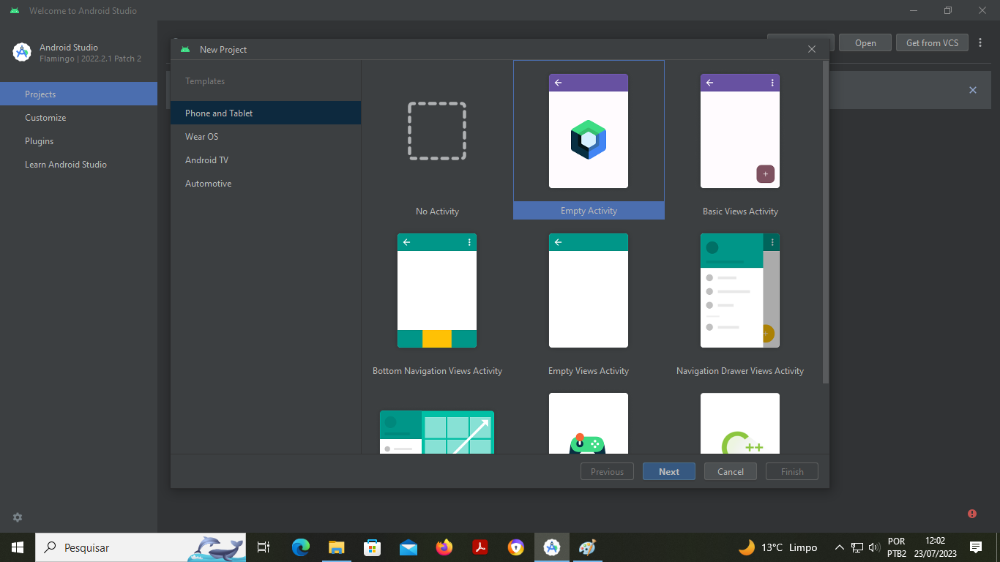 Welcome to Android Studio
Android Studio
Flamingo | 2022.2.1 Patch 2
Projects
Customize
Plugins
Learn Android Studio
Open
Get from VCS
New Project
Templates
Phone and Tablet
Wear OS
Android TV
Automotive
No Activity
Empty Activity
Basic Views Activity
Bottom Navigation Views Activity
Empty Views Activity
Navigation Drawer Views Activity
++
Previous
Next
Cancel
Finish
Pesquisar
13°C Limpo
POR
PTB2
12:02
23/07/2023